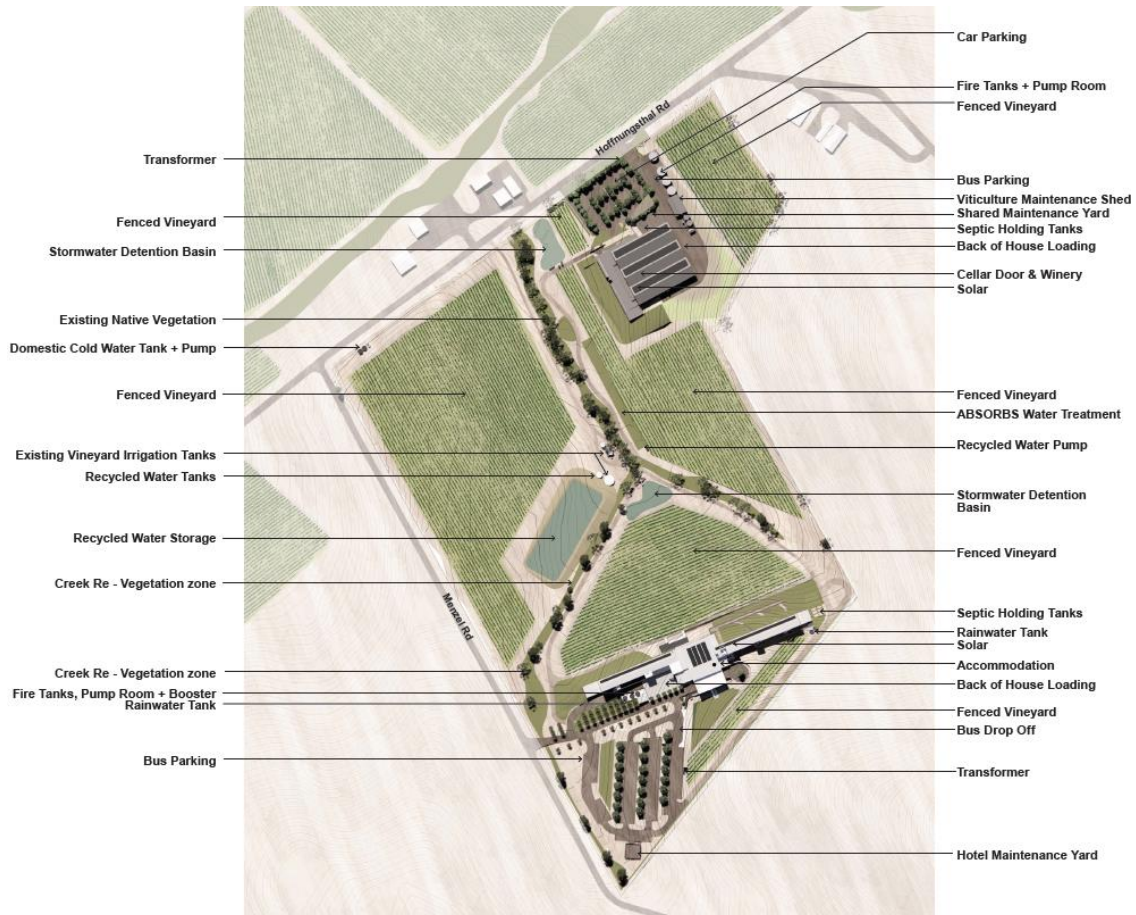 Car Parking
Fire Tanks + Pump Room
Fenced Vineyard
Hoffnungsthal Rd
Transformer
Bus Parking
Viticulture Maintenance Shed
Fenced Vineyard
Shared Maintenance Yard
Septic Holding Tanks
Stormwater Detention Basin
Back of House Loading
Cellar Door & Winery
Solar
Existing Native Vegetation
Domestic Cold Water Tank + Pump
Fenced Vineyard
Fenced Vineyard
ABSORBS Water Treatment
Recycled Water Pump
Existing Vineyard Irrigation Tanks
Recycled Water Tanks
Stormwater Detention
Basin
Recycled Water Storage
Fenced Vineyard
Creek Re - Vegetation zone
Menzel Rd
Septic Holding Tanks
Rainwater Tank
Solar
Accommodation
Creek Re - Vegetation zone
Back of House Loading
Fire Tanks, Pump Room + Booster
Rainwater Tank
Fenced Vineyard
Bus Drop Off
Bus Parking
Transformer
Hotel Maintenance Yard